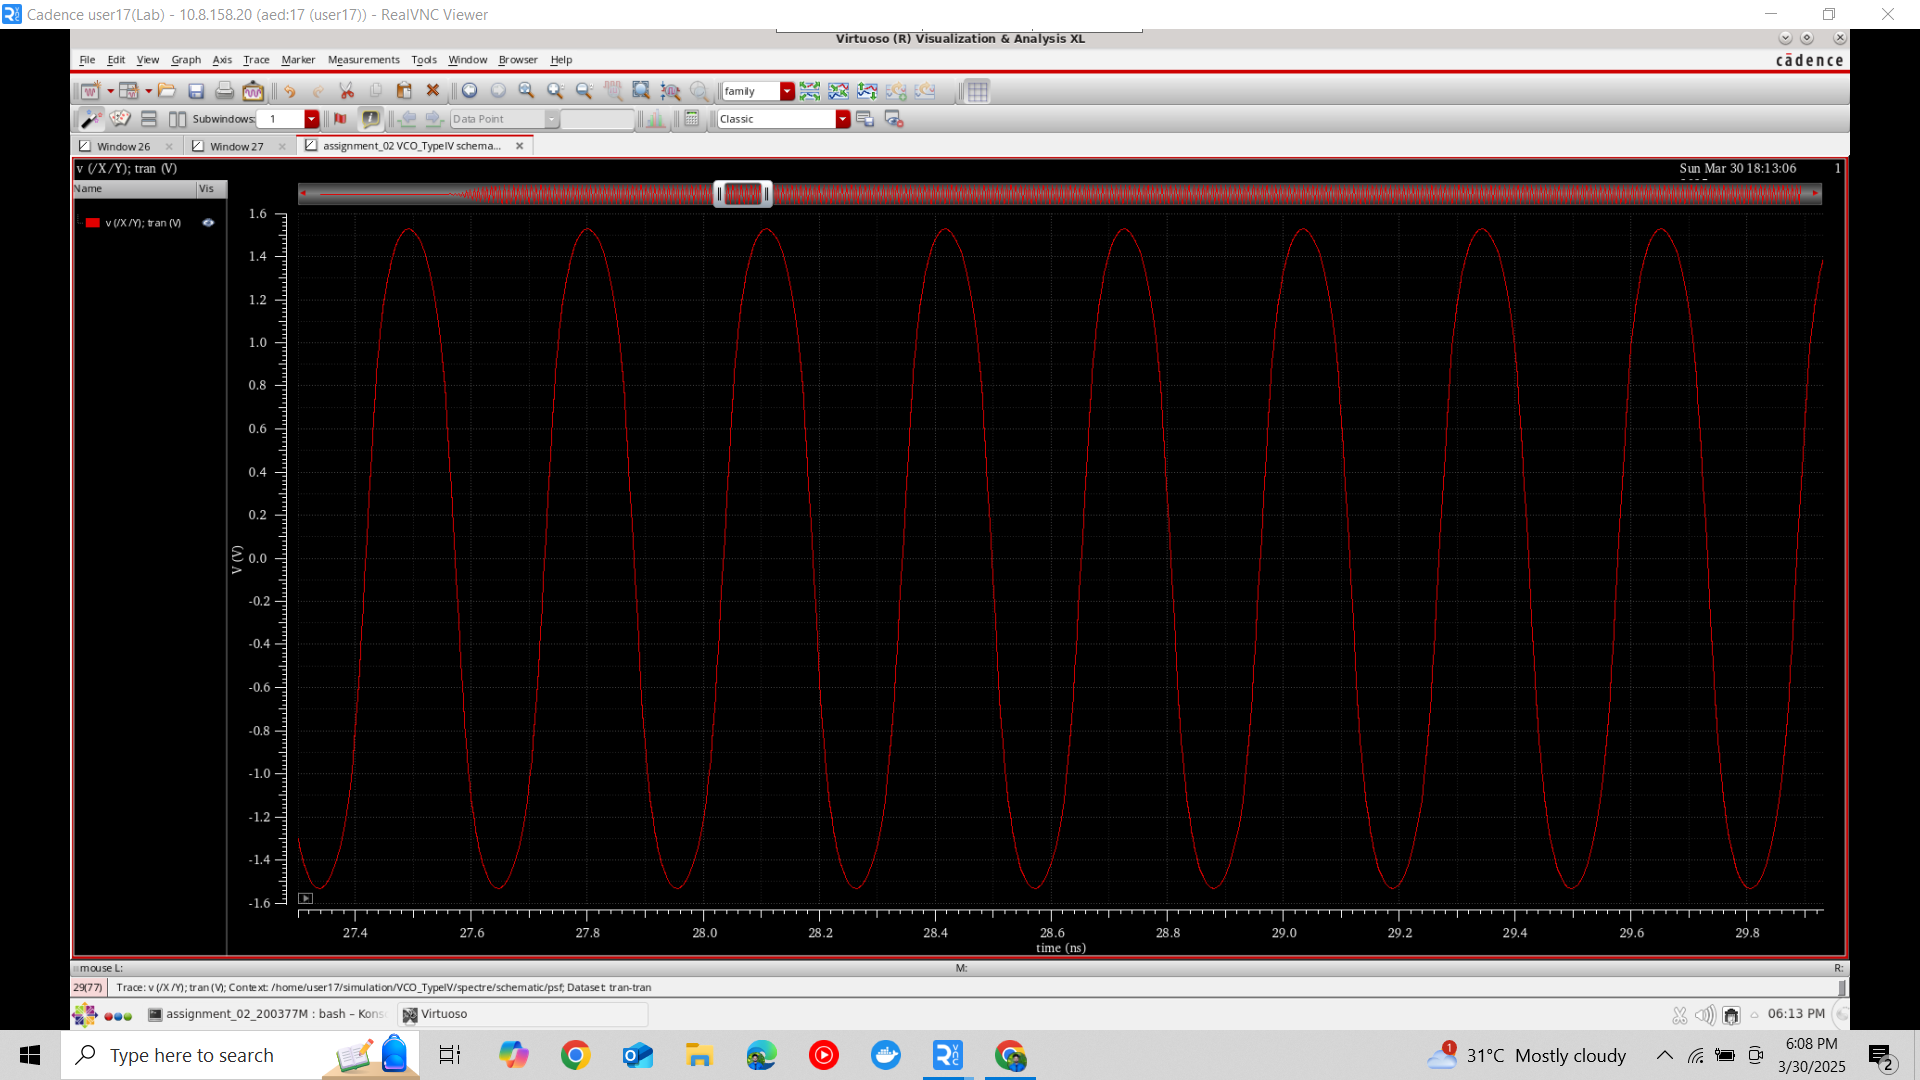 Cadence user17(Lab) - 10.8.158.20 (aed:17 (user17)) - RealVNC Viewer
Virtuoso (R) Visualization & Analysis XL
File Edit View Graph Axis Trace Marker Measurements Tools Window Browser Help
cādence
family
Subwindows: 1
Data Point
Classic
Window 26
Window 27
assignment_02 VCO_TypeIV schema...
v (/X /Y); tran (V)
Sun Mar 30 18:13:06
1
Name Vis
v (/X /Y); tran (V)
1.6
1.4
1.2
1.0
0.8
0.6
0.4
0.2
0.0
-0.2
-0.4
-0.6
-0.8
-1.0
-1.2
-1.4
-1.6
V (V)
27.4 27.6 27.8 28.0 28.2 28.4 28.6 28.8 29.0 29.2 29.4 29.6 29.8
time (ns)
mouse L: M: R:
29(77) Trace: v (/X /Y); tran (V); Context: /home/user17/simulation/VCO_TypeIV/spectre/schematic/psf; Dataset: tran-tran
assignment_02_200377M : bash – Kons
Virtuoso
06:13 PM
Type here to search
1
31°C Mostly cloudy
6:08 PM
3/30/2025
2